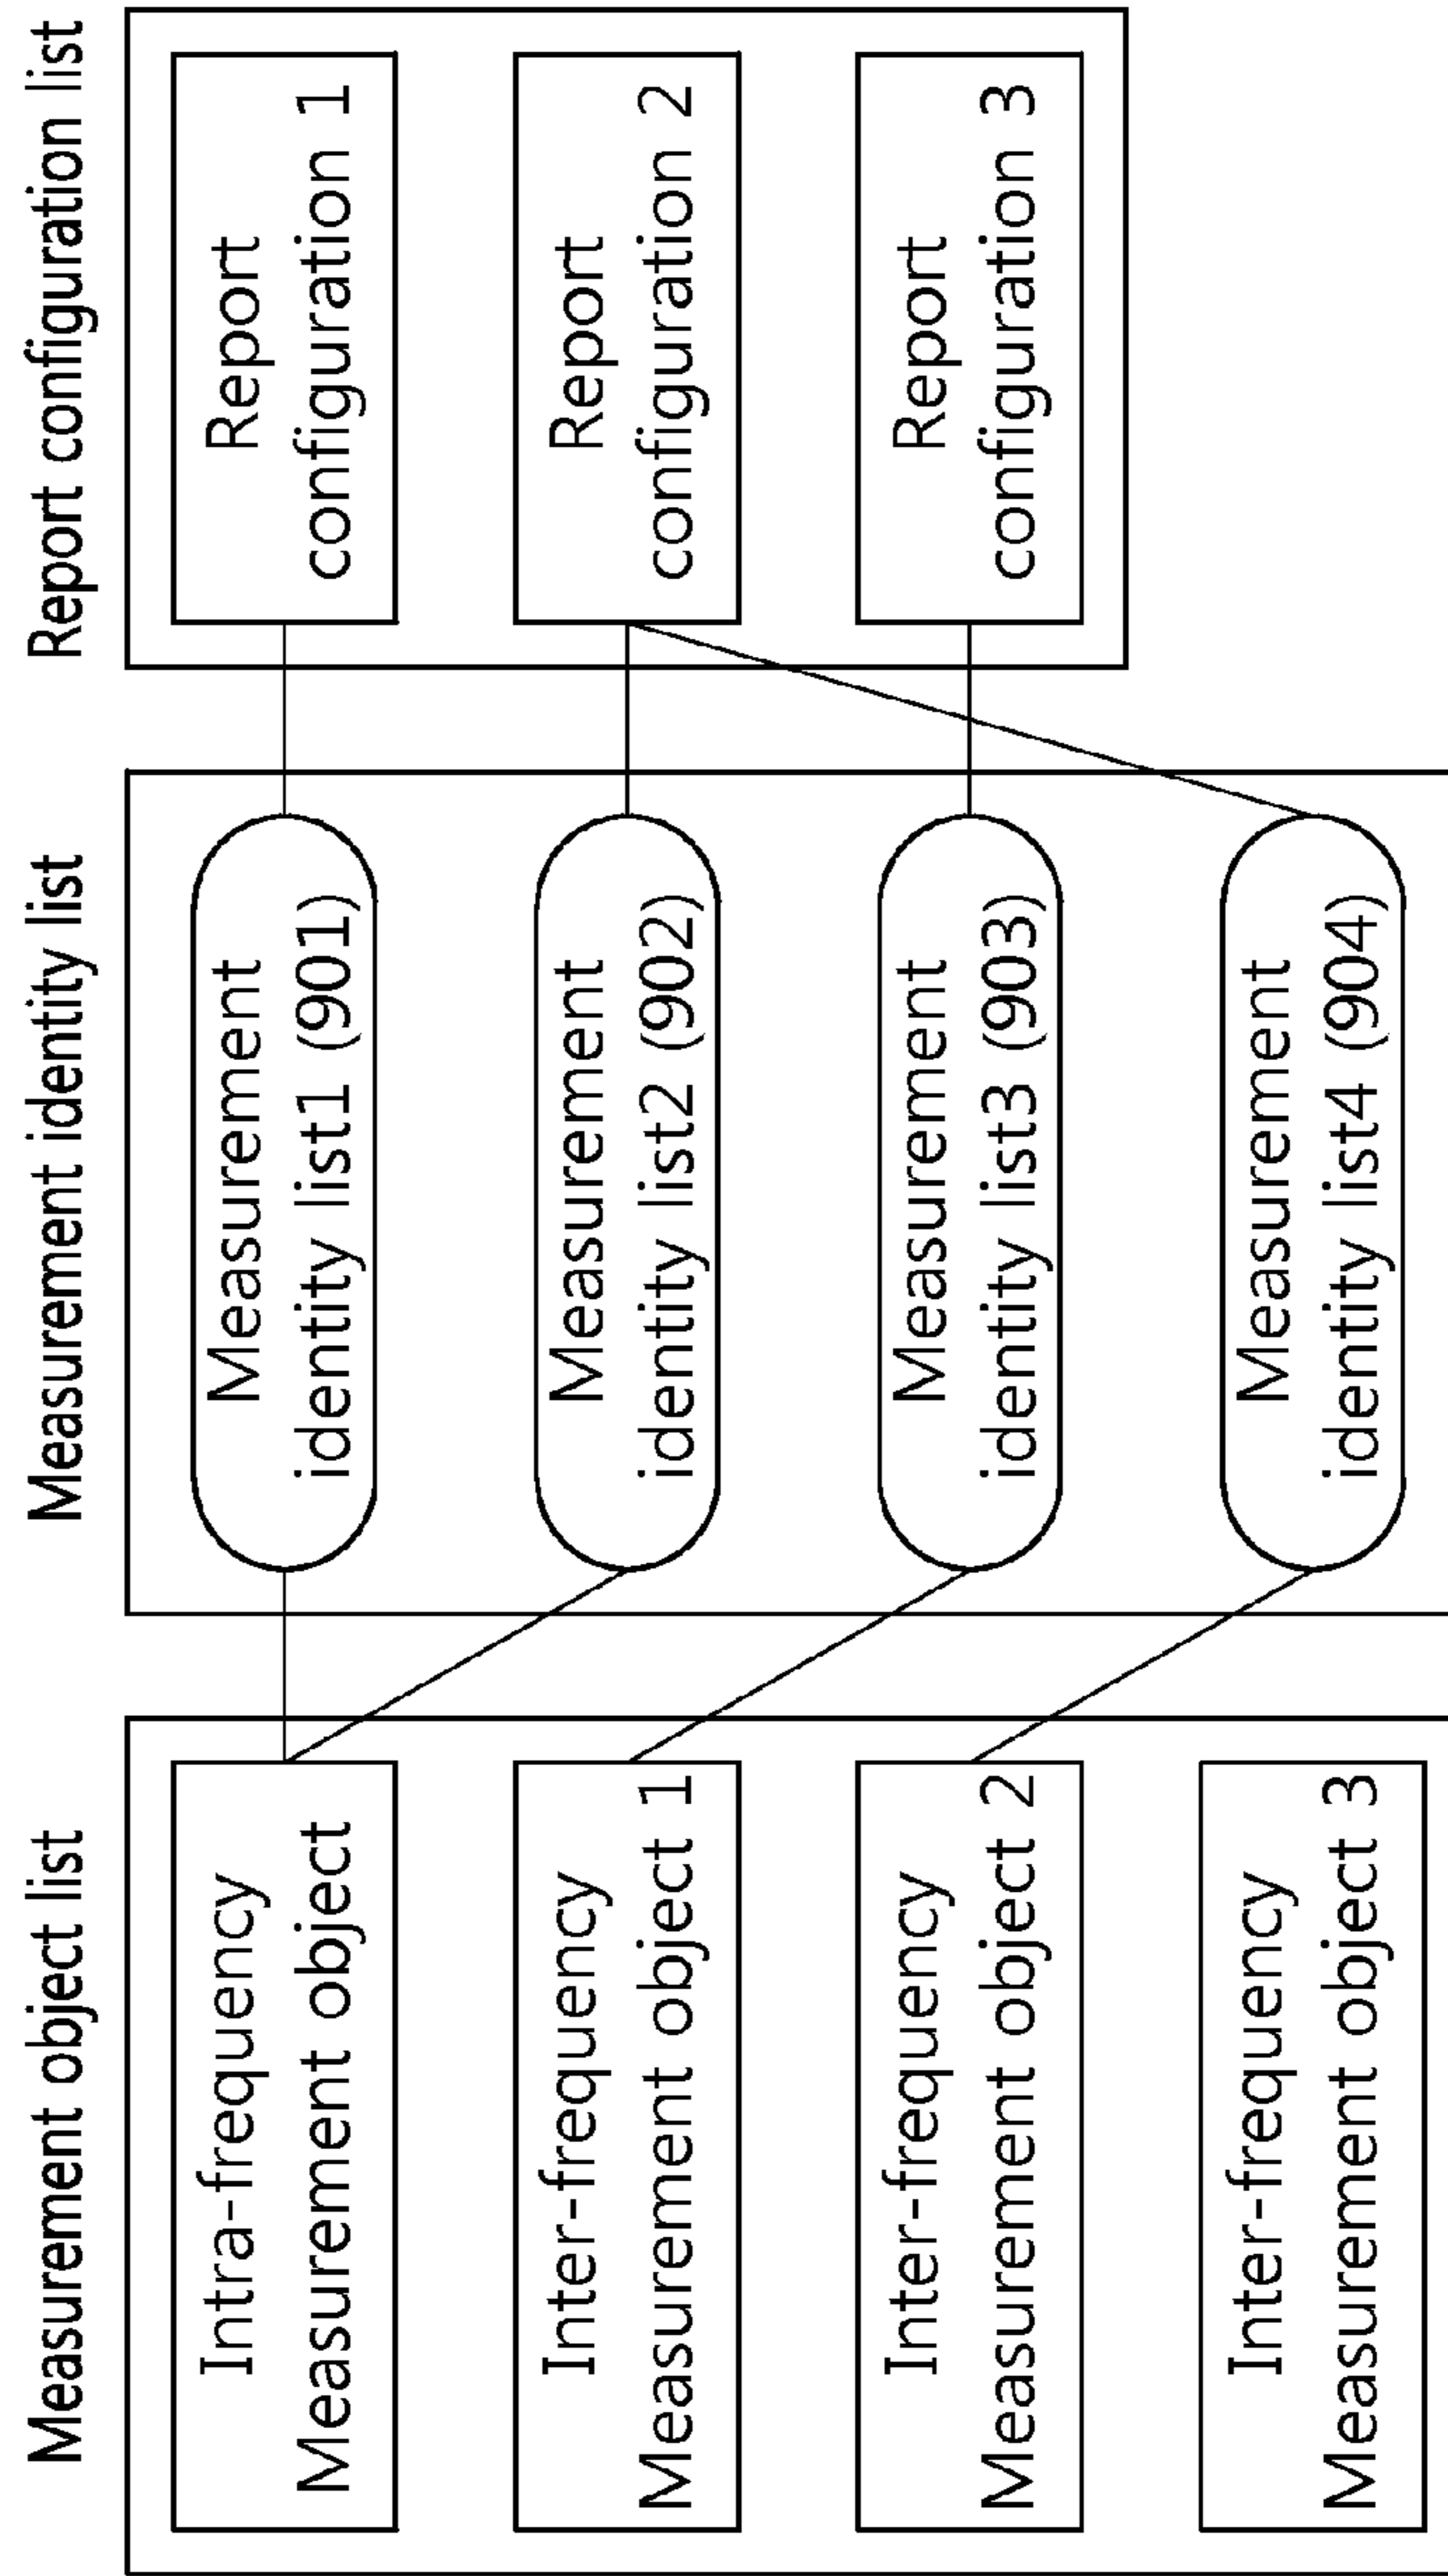 Measurement object list
Intra-frequency
Measurement object
Inter-frequency
Measurement object 1
Inter-frequency
Measurement object 2
Inter-frequency
Measurement object 3
Measurement identity list
Measurement
identity list1 (901)
Measurement
identity list2 (902)
Measurement
identity list3 (903)
Measurement
identity list4 (904)
Report configuration list
Report
configuration 1
Report
configuration 2
Report
configuration 3